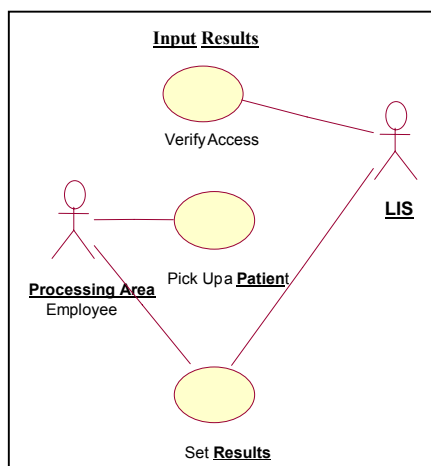 Input Results
Verify Access
LIS
Pick Up a Patient
Processing Area
Employee
Set Results